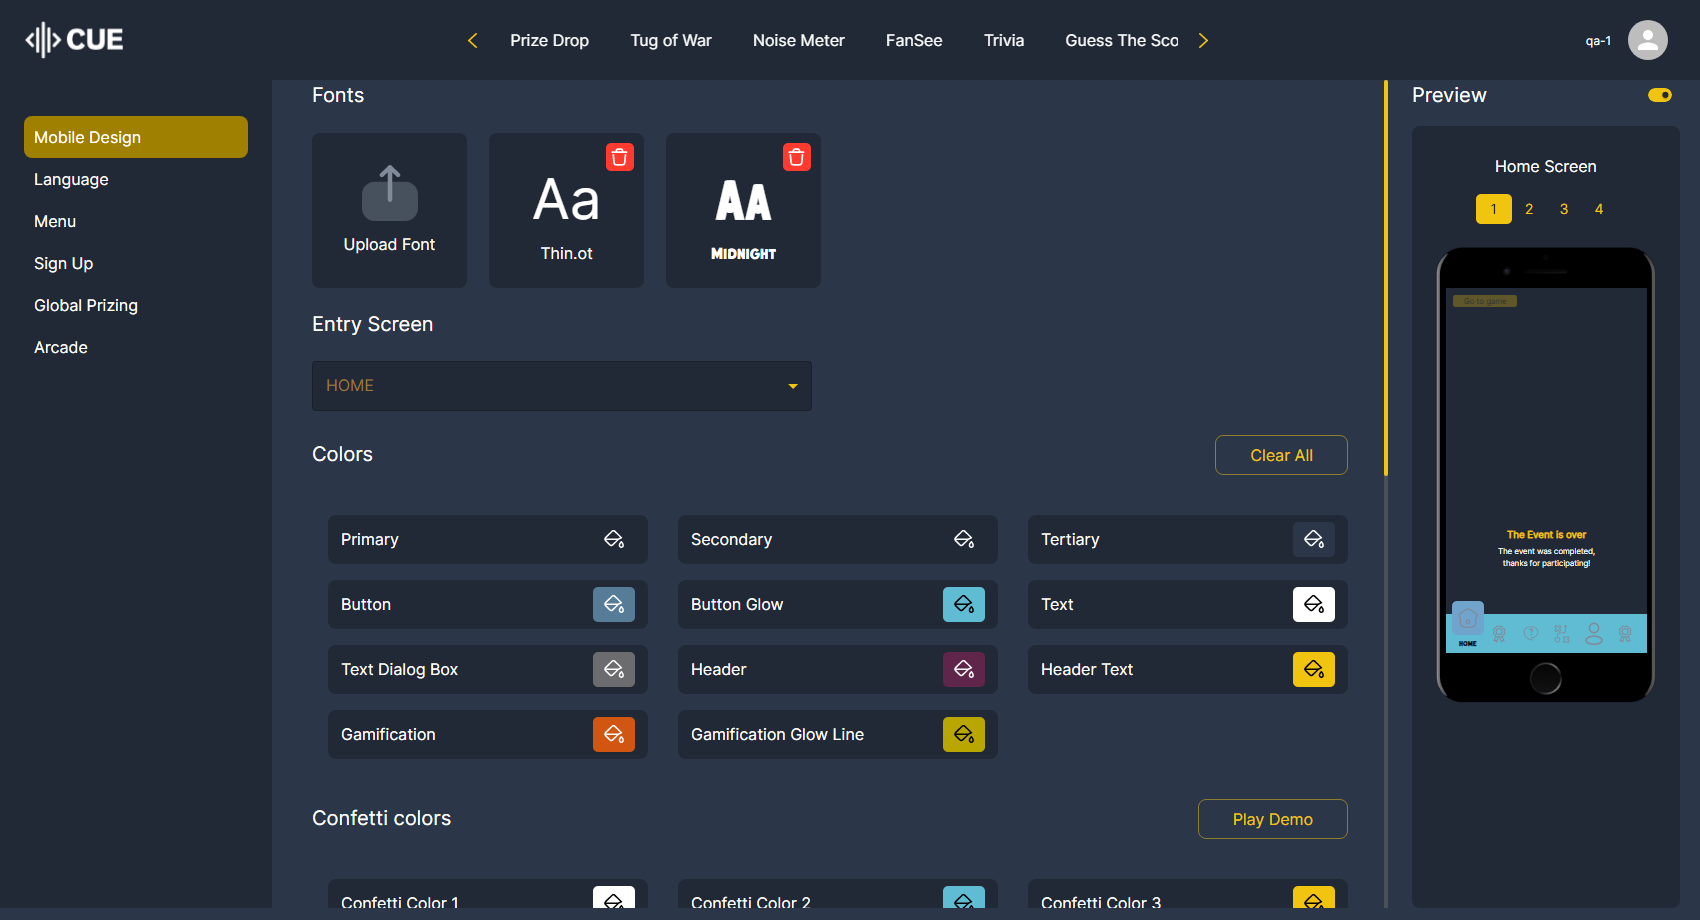 CUE
Prize Drop
Tug of War
Noise Meter
FanSee
Trivia
Guess The Sco
qa-1
Mobile Design
Language
Menu
Sign Up
Global Prizing
Arcade
Fonts
Upload Font
Aa
Thin.ot
AA
MIDNIGHT
Entry Screen
HOME
Colors
Clear All
Primary
Secondary
Tertiary
Button
Button Glow
Text
Text Dialog Box
Header
Header Text
Gamification
Gamification Glow Line
Confetti colors
Play Demo
Confetti Color 1
Confetti Color 2
Confetti Color 3
Preview
Home Screen
1 2 3 4
Go to game
The Event is over
The event was completed,
thanks for participating!
HOME